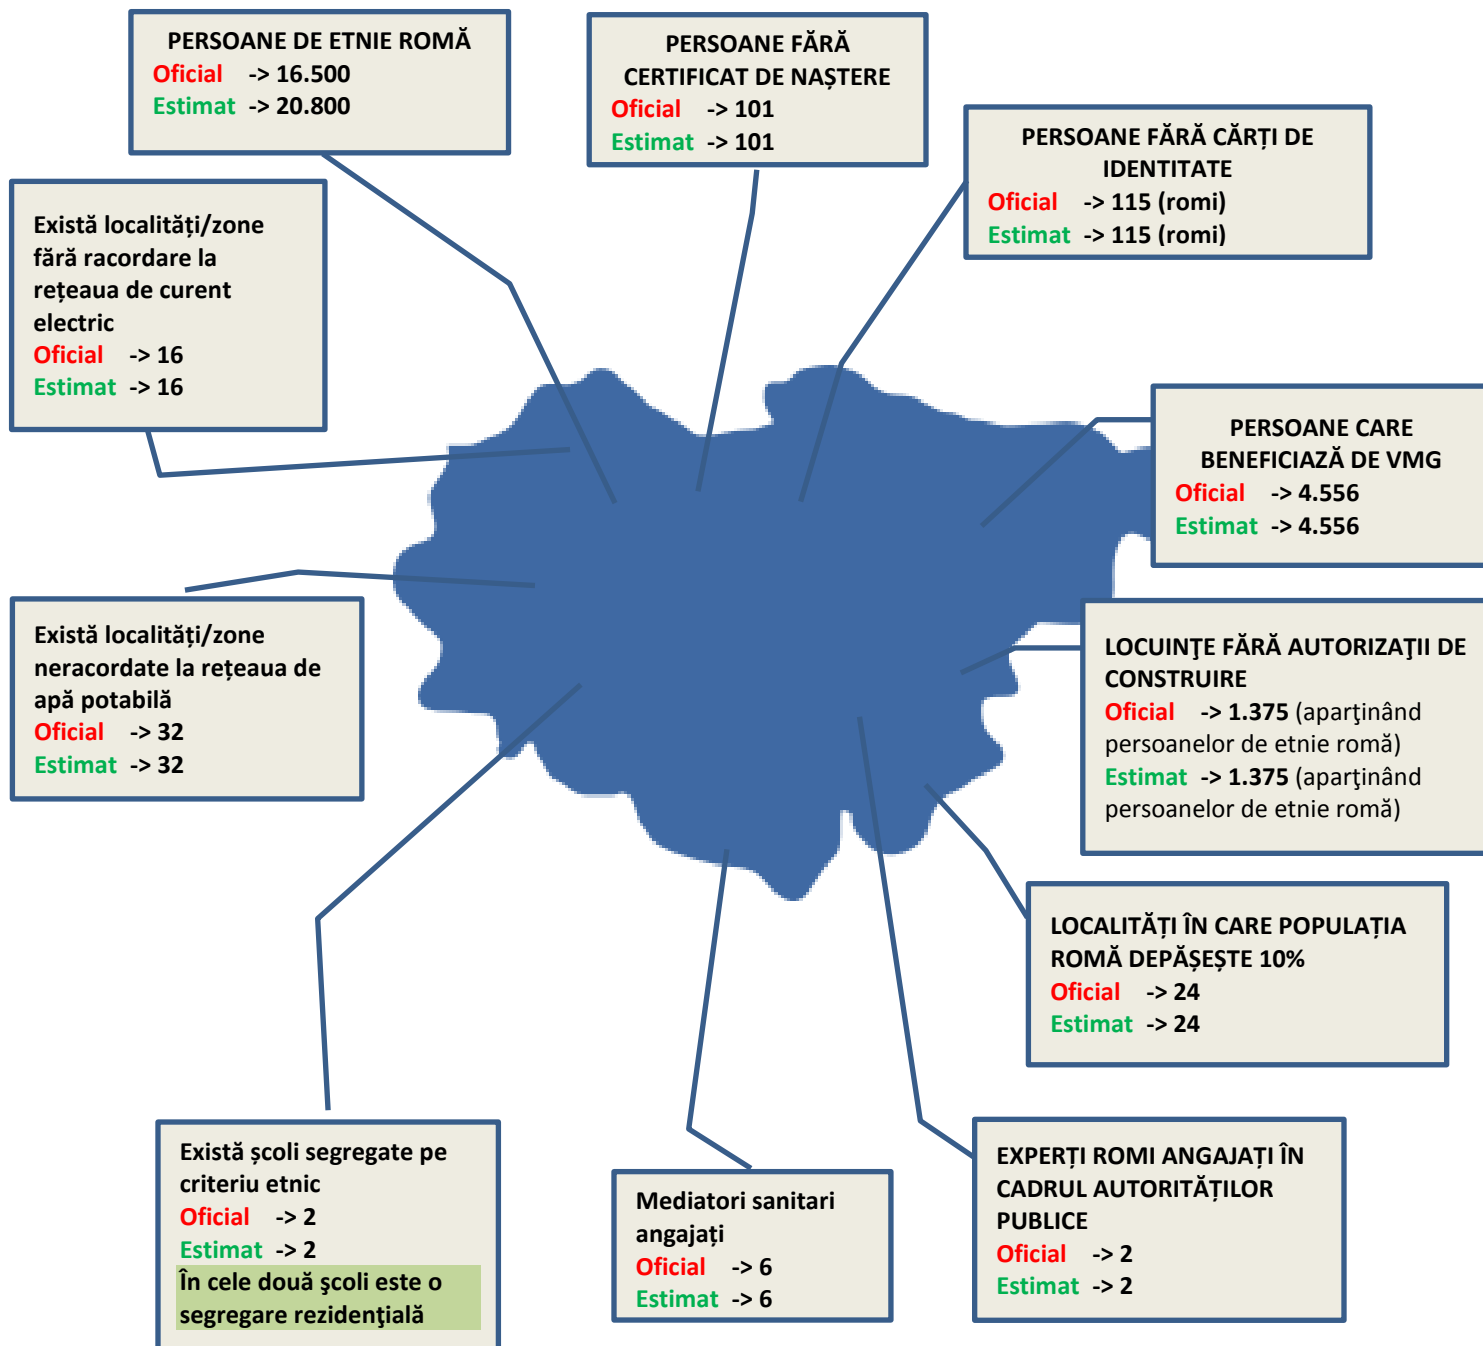 PERSOANE DE ETNIE ROMĂ
Oficial -> 16.500
Estimat -> 20.800
PERSOANE FĂRĂ
CERTIFICAT DE NAȘTERE
Oficial -> 101
Estimat -> 101
PERSOANE FĂRĂ CĂRȚI DE
IDENTITATE
Oficial -> 115 (romi)
Estimat -> 115 (romi)
Există localități/zone
fără racordare la
rețeaua de curent
electric
Oficial -> 16
Estimat -> 16
PERSOANE CARE
BENEFICIAZĂ DE VMG
Oficial -> 4.556
Estimat -> 4.556
Există localități/zone
neracordate la rețeaua de
apă potabilă
Oficial -> 32
Estimat -> 32
LOCUINŢE FĂRĂ AUTORIZAŢII DE
CONSTRUIRE
Oficial -> 1.375 (aparţinând
persoanelor de etnie romă)
Estimat -> 1.375 (aparţinând
persoanelor de etnie romă)
LOCALITĂȚI ÎN CARE POPULAȚIA
ROMĂ DEPĂȘEȘTE 10%
Oficial -> 24
Estimat -> 24
Există școli segregate pe
criteriu etnic
Oficial -> 2
Estimat -> 2
În cele două şcoli este o
segregare rezidenţială
Mediatori sanitari
angajați
Oficial -> 6
Estimat -> 6
EXPERȚI ROMI ANGAJAȚI ÎN
CADRUL AUTORITĂȚILOR
PUBLICE
Oficial -> 2
Estimat -> 2